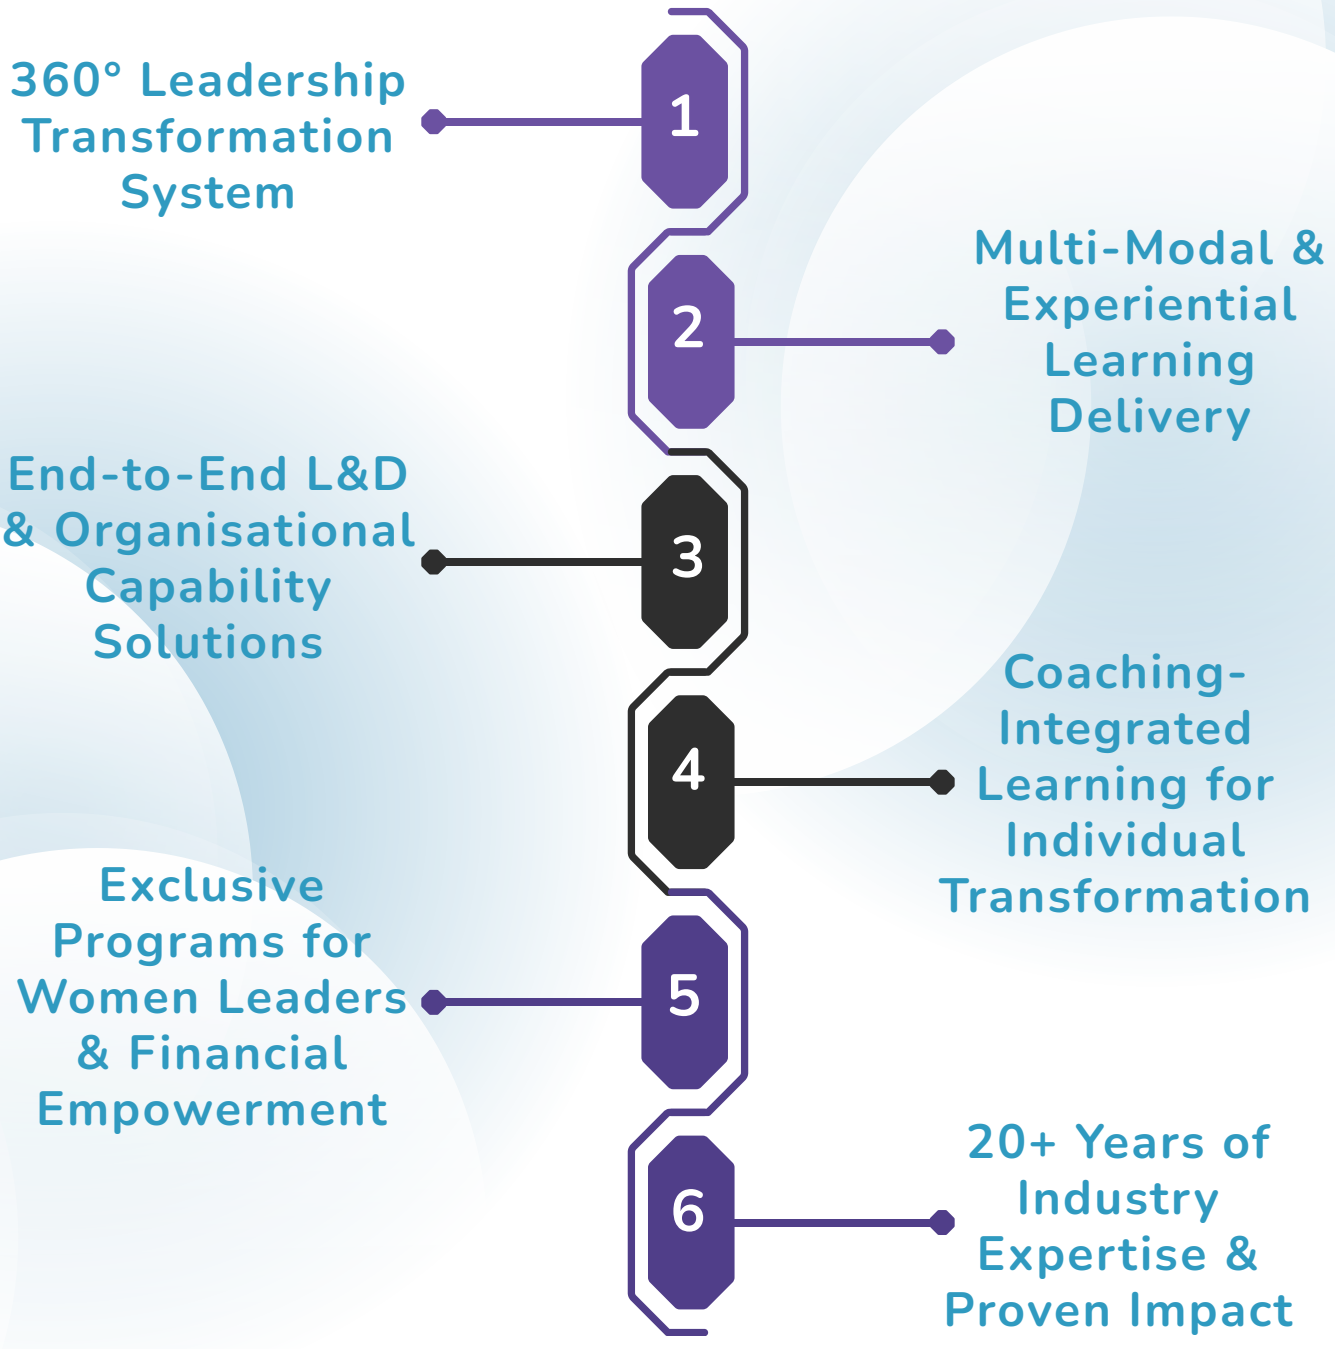 360° Leadership
Transformation
System
1
2
Multi-Modal &
Experiential
Learning
Delivery
End-to-End L&D
& Organisational
Capability
Solutions
3
4
Coaching-
Integrated
Learning for
Individual
Transformation
Exclusive
Programs for
Women Leaders
& Financial
Empowerment
5
6
20+ Years of
Industry
Expertise &
Proven Impact